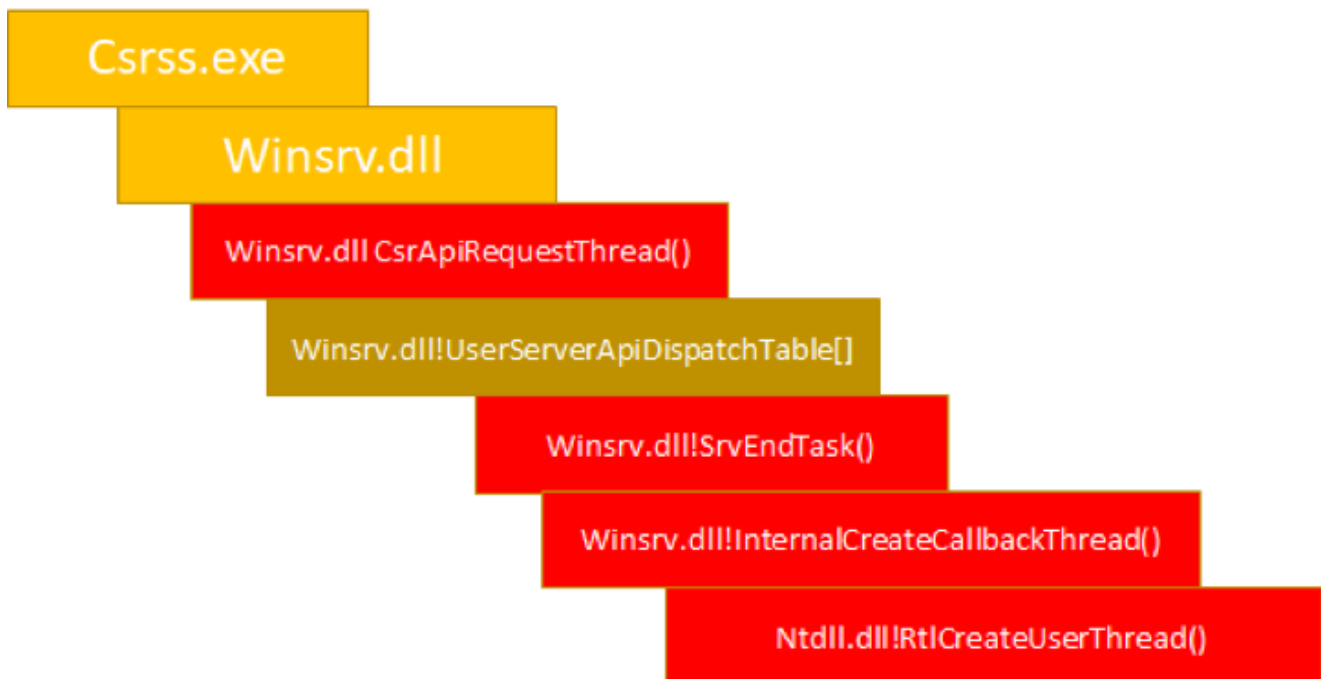 Csrss.exe
Winsrv.dll
Winsrv.dll CsrApiRequestThread()
Winsrv.dll!UserServerApiDispatchTable[]
Winsrv.dll!SrvEndTask()
Winsrv.dll!InternalCreateCallbackThread()
Ntdll.dll!RtlCreateUserThread()